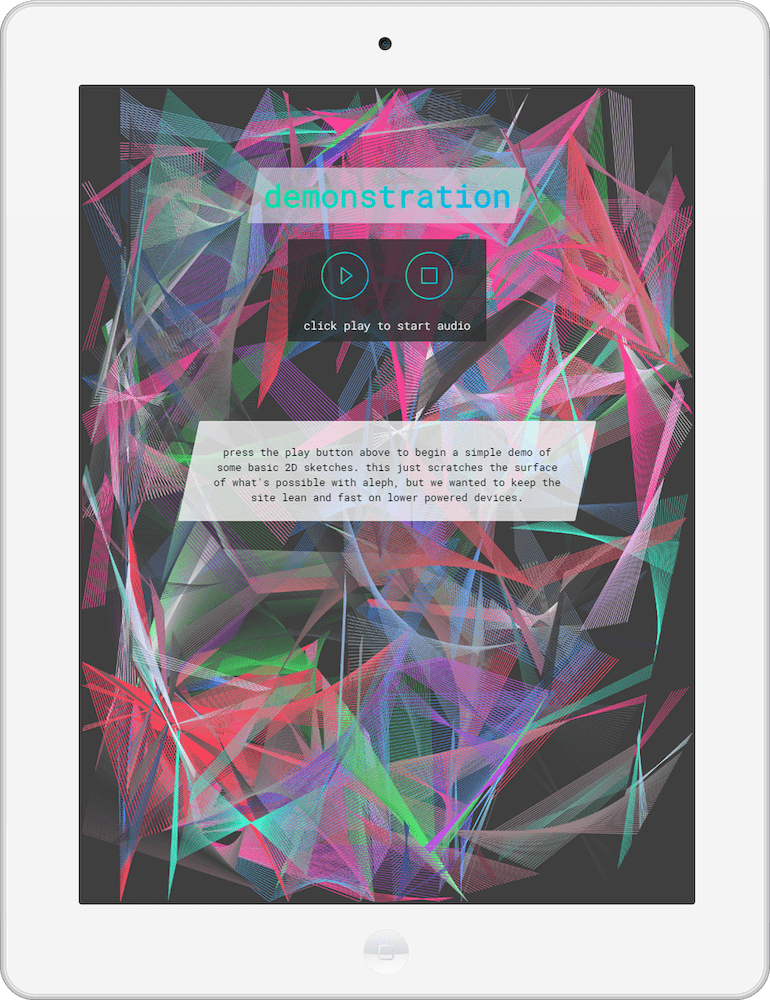 demonstration
click play to start audio
press the play button above to begin a simple demo of
some basic 2D sketches. this just scratches the surface
of what's possible with aleph, but we wanted to keep the
site lean and fast on lower powered devices.